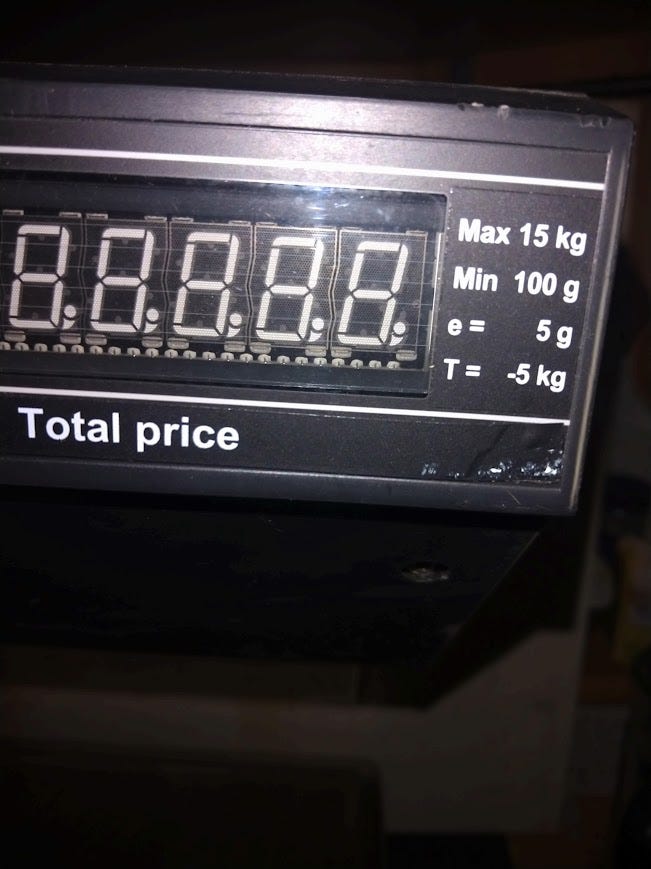 Max 15 kg
Min 100 g
e = 5 g
T = -5 kg
Total price